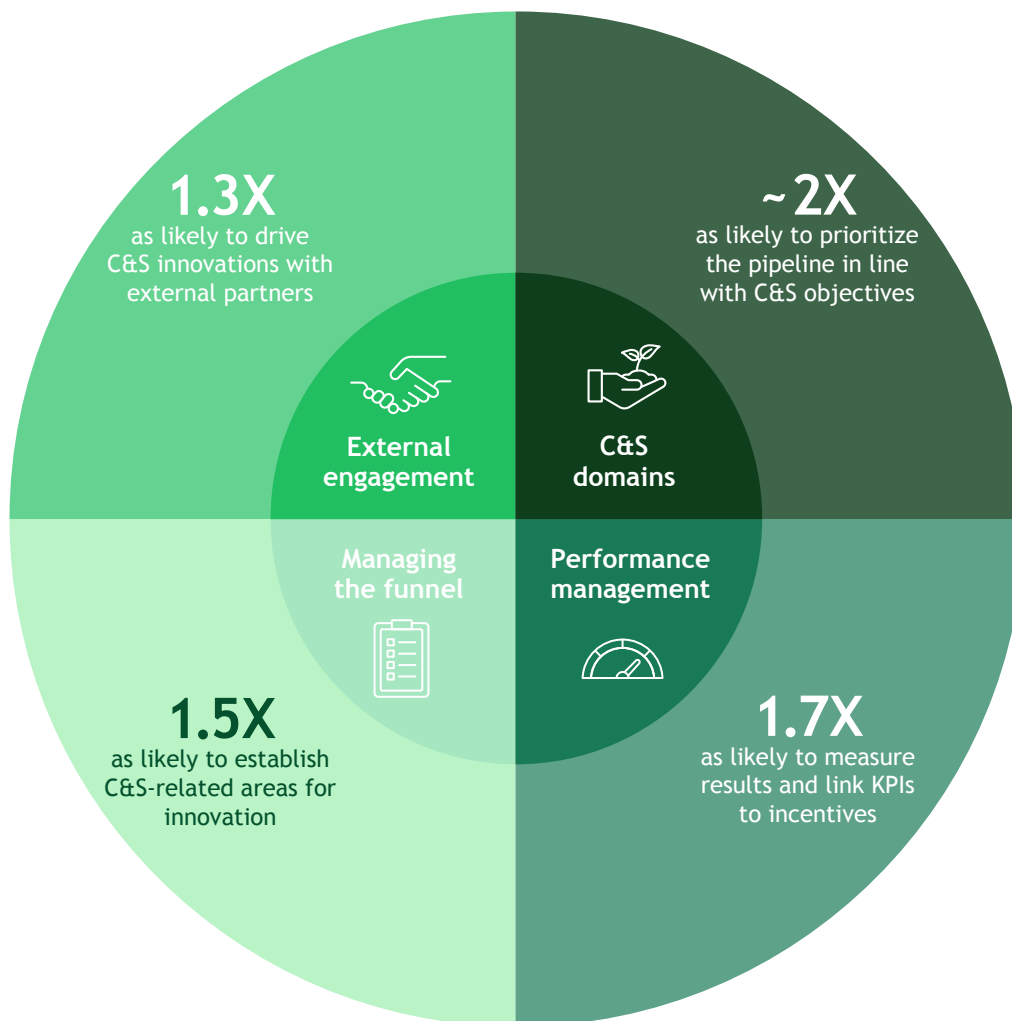 1.3X
as likely to drive
C&S innovations with
external partners
~2X
as likely to prioritize
the pipeline in line
with C&S objectives
External
engagement
C&S
domains
Managing
the funnel
Performance
management
1.5X
as likely to establish
C&S-related areas for
innovation
1.7X
as likely to measure
results and link KPIs
to incentives